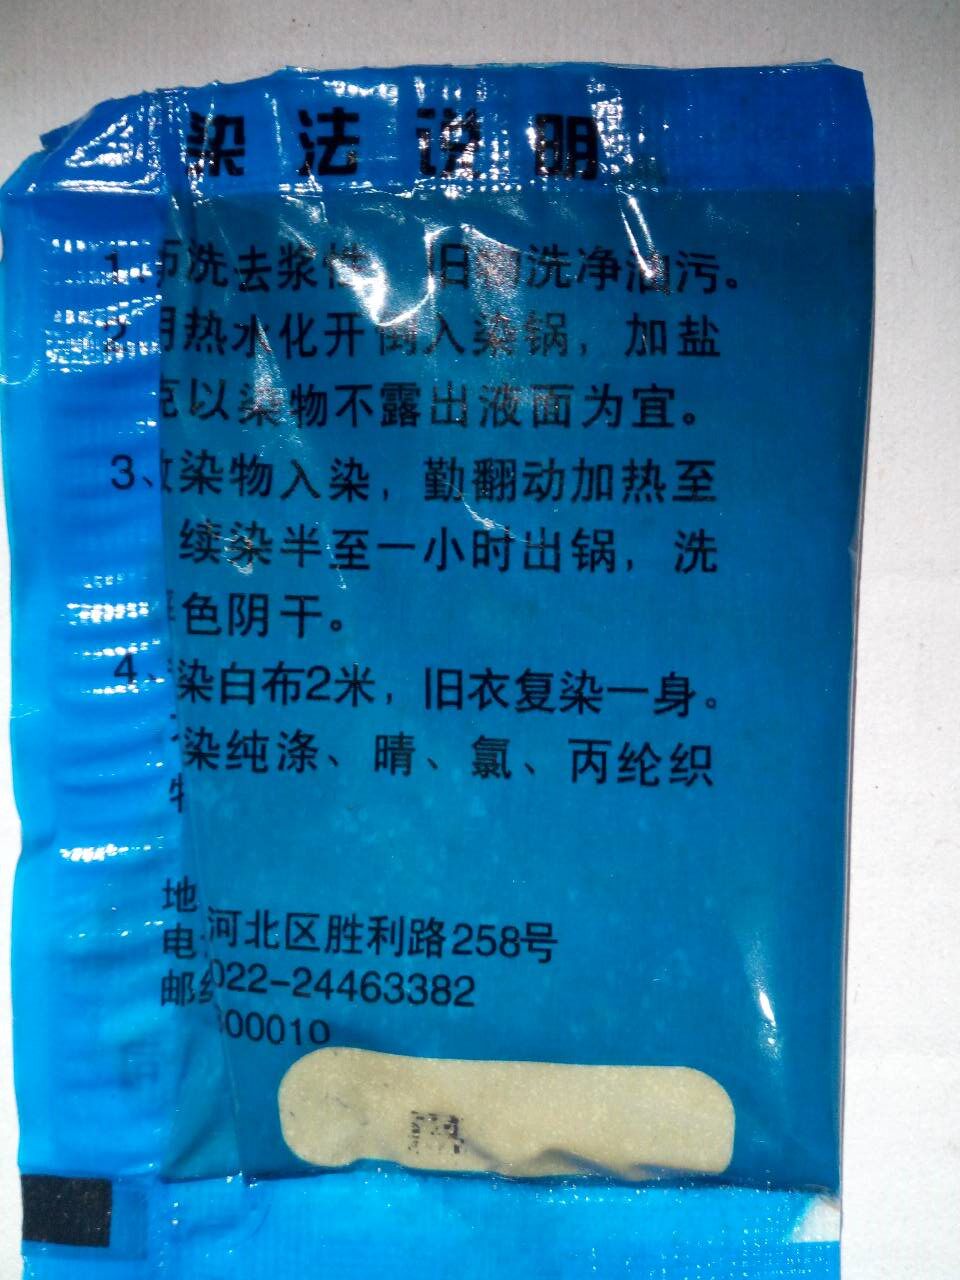 染法说明
1、布洗去浆性，旧物洗净油污。
2、用热水化开倒入染锅，加盐
克以染物不露出液面为宜。
3、染物入染，勤翻动加热至
续染半至一小时出锅，洗
色阴干。
4、染白布2米，旧衣复染一身。
染纯涤、晴、氯、丙纶织
物
地 河北区胜利路258号
电 022-24463382
邮 300010